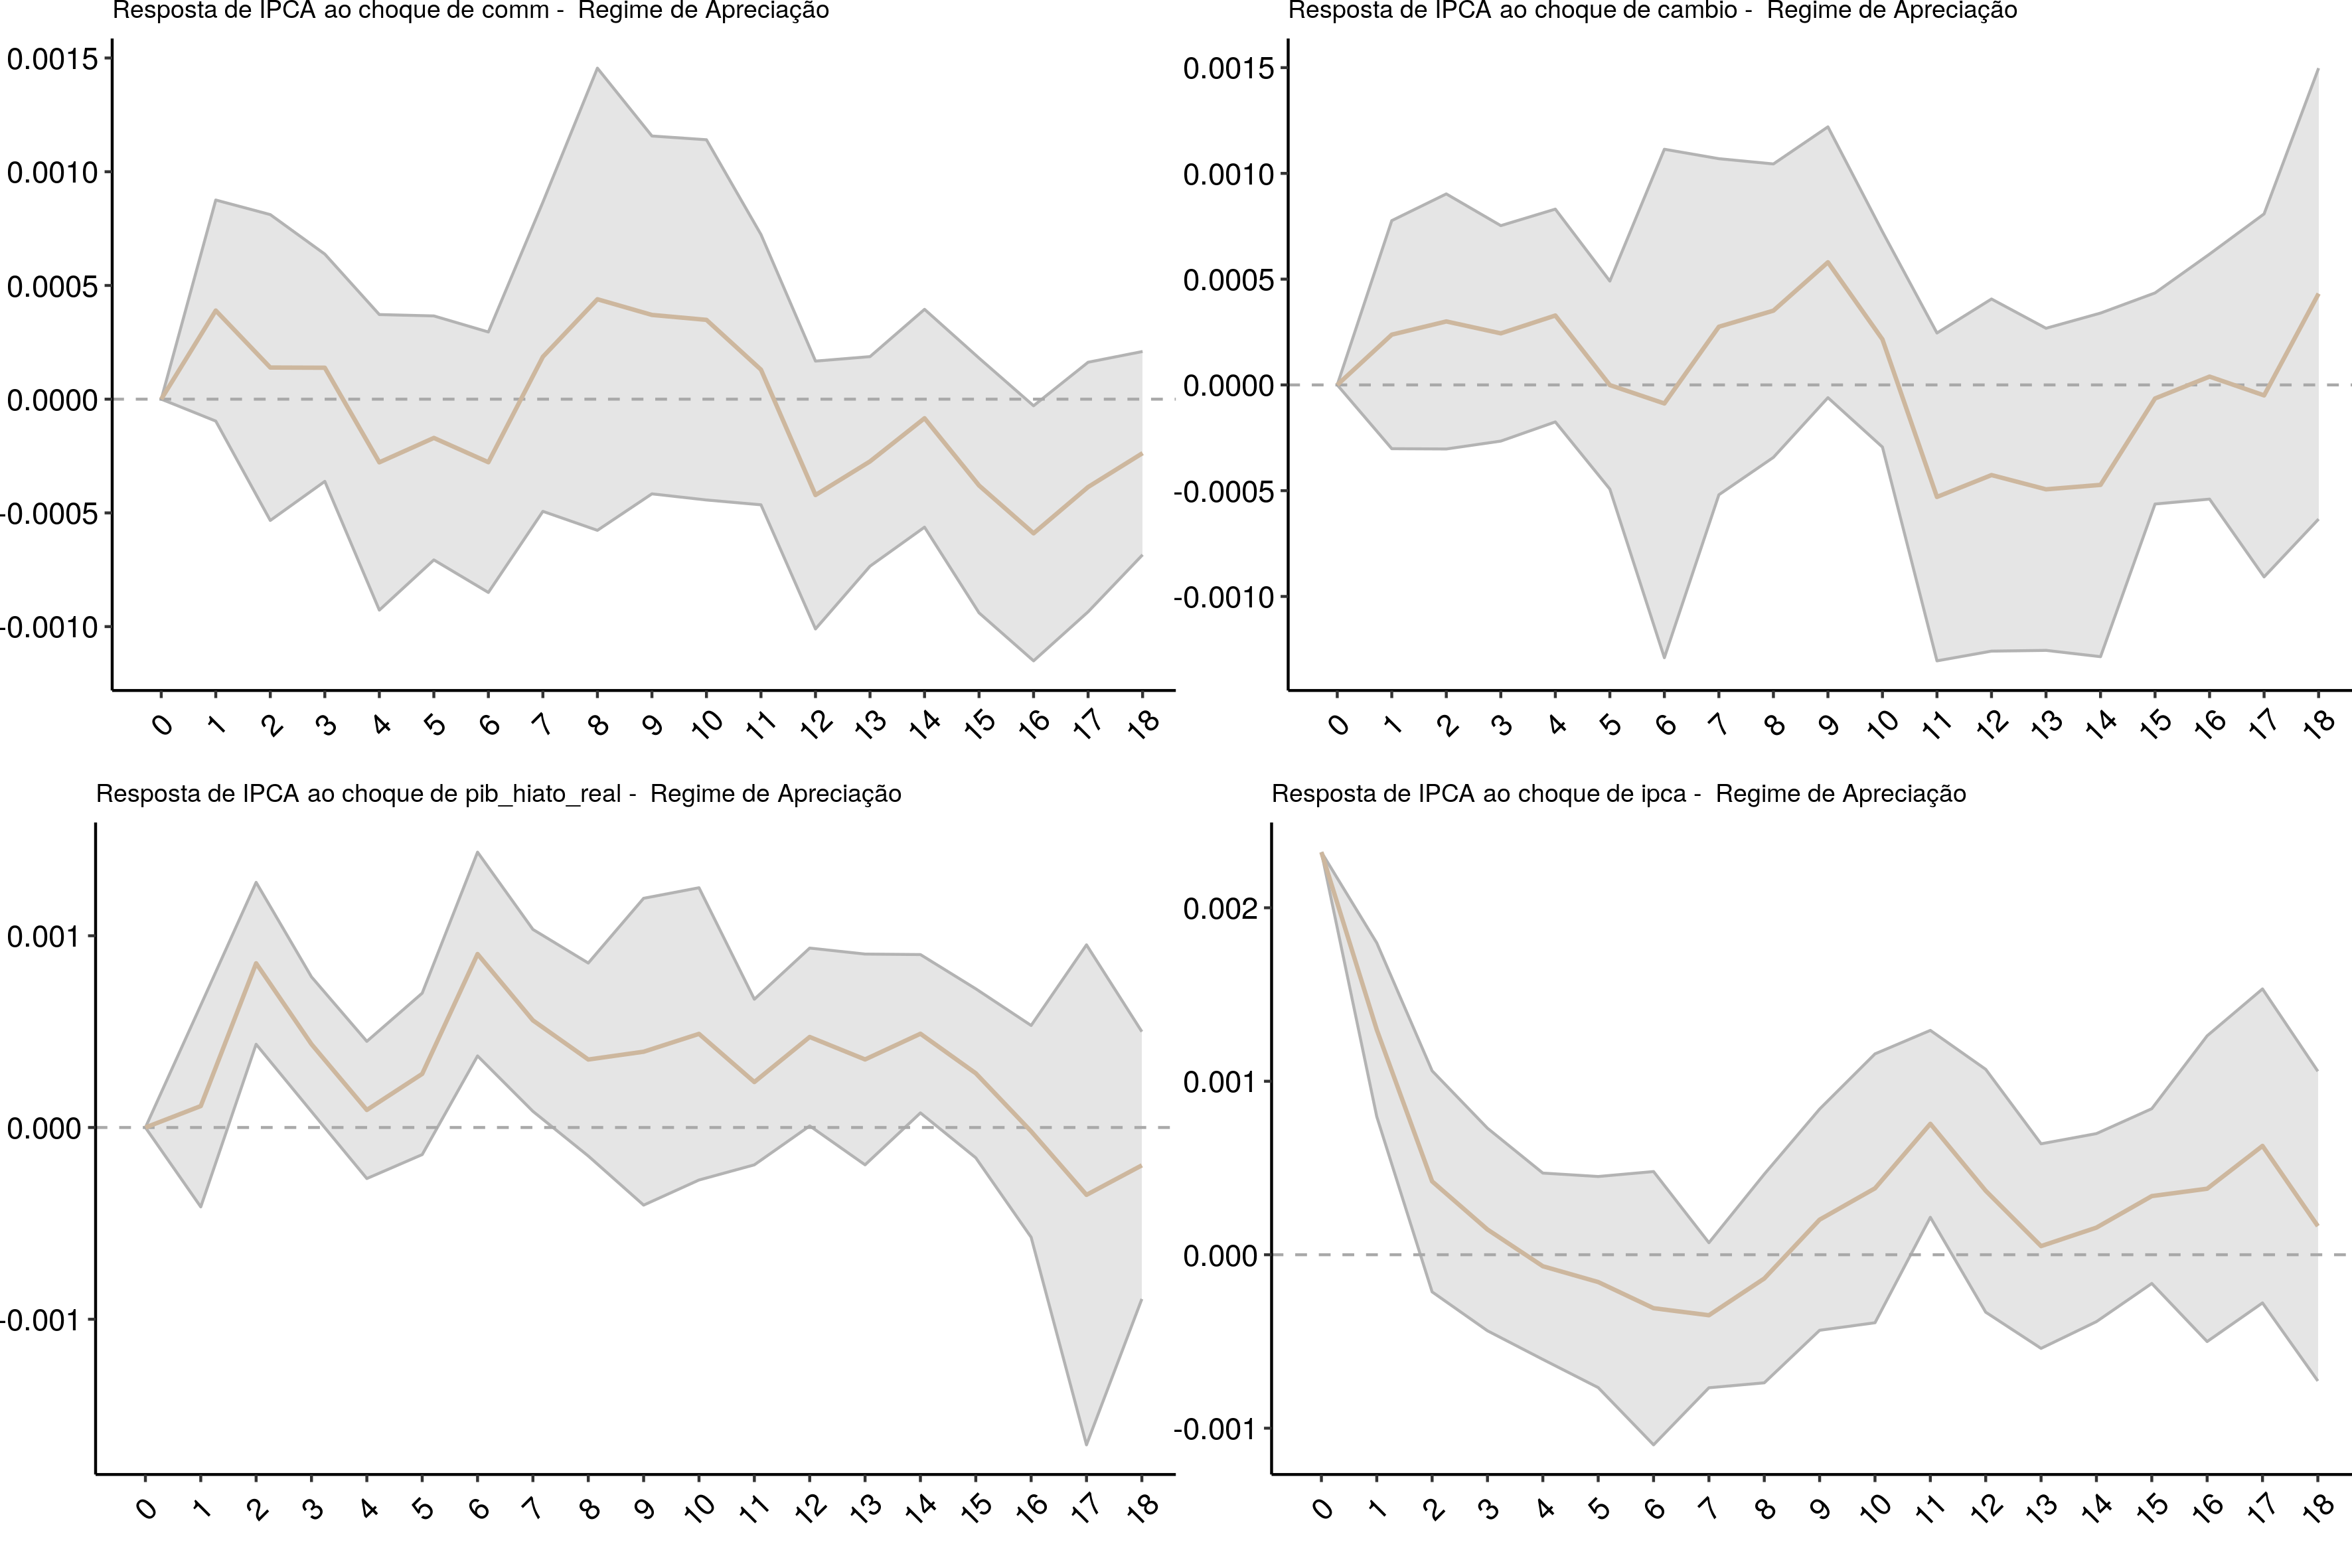 Resposta de IPCA ao choque de comm -  Regime de Apreciação
0.0015
0.0010
0.0005
0.0000
-0.0005
-0.0010
0 1 2 3 4 5 6 7 8 9 10 11 12 13 14 15 16 17 18
Resposta de IPCA ao choque de cambio -  Regime de Apreciação
0.0015
0.0010
0.0005
0.0000
-0.0005
-0.0010
0 1 2 3 4 5 6 7 8 9 10 11 12 13 14 15 16 17 18
Resposta de IPCA ao choque de pib_hiato_real -  Regime de Apreciação
0.001
0.000
-0.001
0 1 2 3 4 5 6 7 8 9 10 11 12 13 14 15 16 17 18
Resposta de IPCA ao choque de ipca -  Regime de Apreciação
0.002
0.001
0.000
-0.001
0 1 2 3 4 5 6 7 8 9 10 11 12 13 14 15 16 17 18